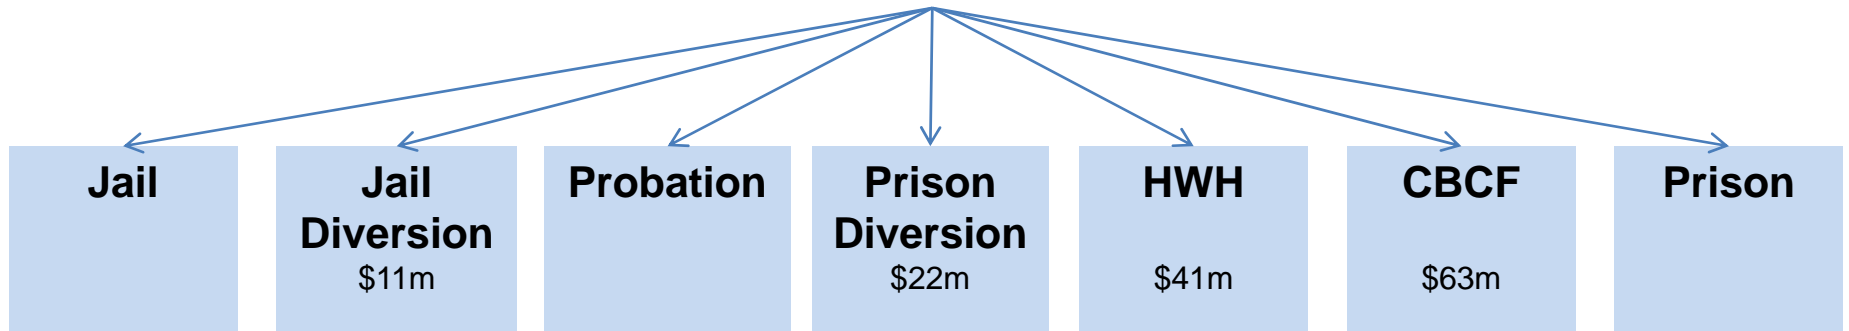 Jail
Jail
Diversion
$11m
Probation
Prison
Diversion
$22m
HWH
$41m
CBCF
$63m
Prison